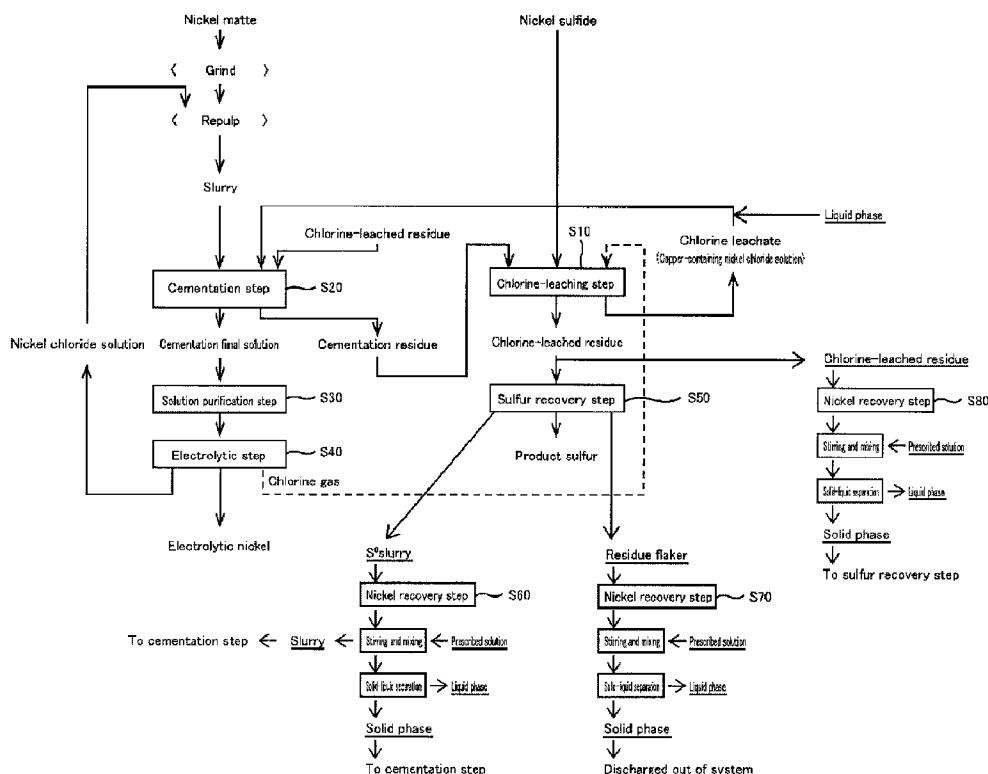 Nickel matte
Nickel sulfide
〈 Grind 〉
〈 Repulp 〉
Slurry
Liquid phase
Chlorine-leached residue
S10
Chlorine leachate
(Copper-containing nickel chloride solution)
Cementation step
S20
Chlorine-leaching step
Nickel chloride solution
Cementation final solution
Cementation residue
Chlorine-leached residue
Chlorine-leached residue
Solution purification step
S30
Sulfur recovery step
S50
Nickel recovery step
S80
Electrolytic step
S40
Product sulfur
Stirring and mixing
Prescribed solution
Chlorine gas
Solid-liquid separation
Liquid phase
Electrolytic nickel
S⁰slurry
Residue flaker
Solid phase
To sulfur recovery step
Nickel recovery step
S60
Nickel recovery step
S70
To cementation step
Slurry
Stirring and mixing
Prescribed solution
Stirring and mixing
Prescribed solution
Solid-liquid separation
Liquid phase
Solid-liquid separation
Liquid phase
Solid phase
Solid phase
To cementation step
Discharged out of system